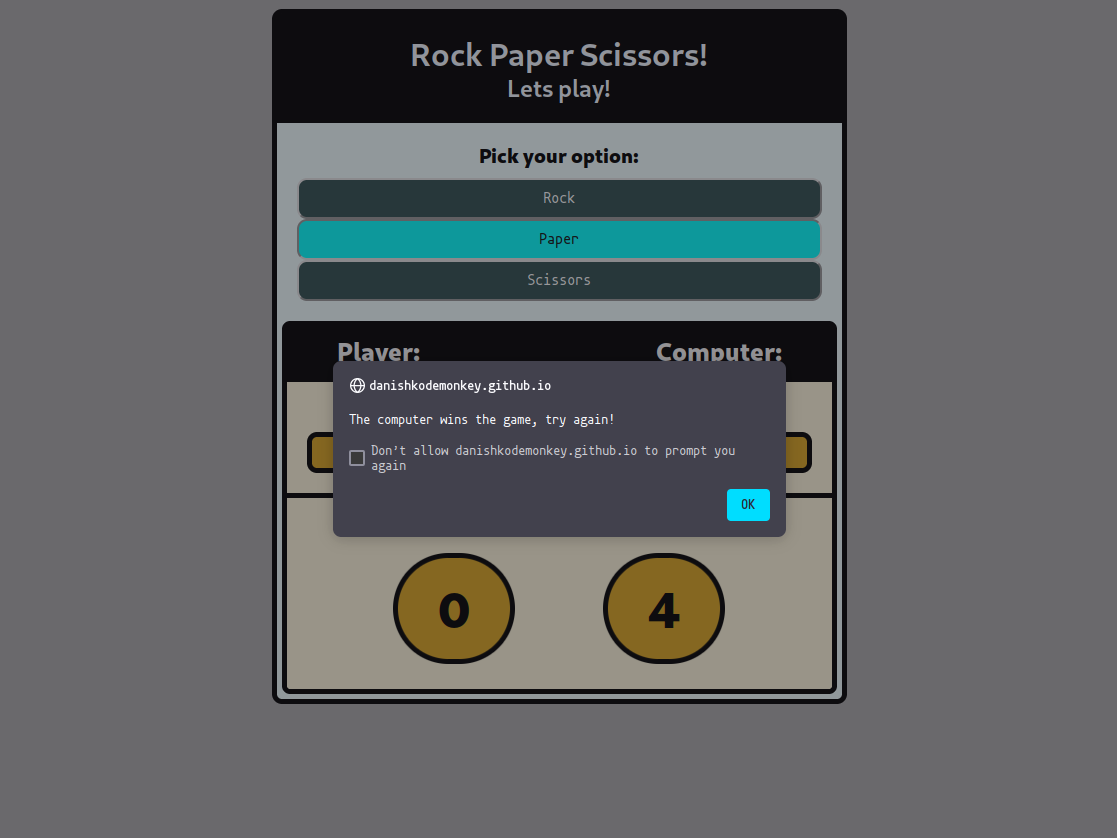 Rock Paper Scissors!
Lets play!
Pick your option:
Rock
Paper
Scissors
Player: Computer:
danishkodemonkey.github.io
The computer wins the game, try again!
Don't allow danishkodemonkey.github.io to prompt you
again
OK
0 4